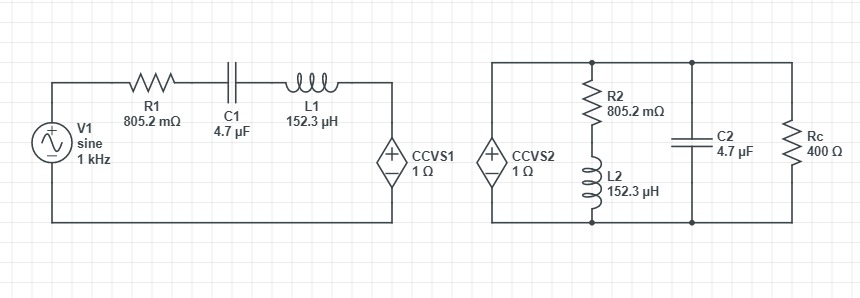 V1
sine
1 kHz
R1
805.2 mΩ
C1
4.7 µF
L1
152.3 µH
CCVS1
1 Ω
CCVS2
1 Ω
R2
805.2 mΩ
L2
152.3 µH
C2
4.7 µF
Rc
400 Ω